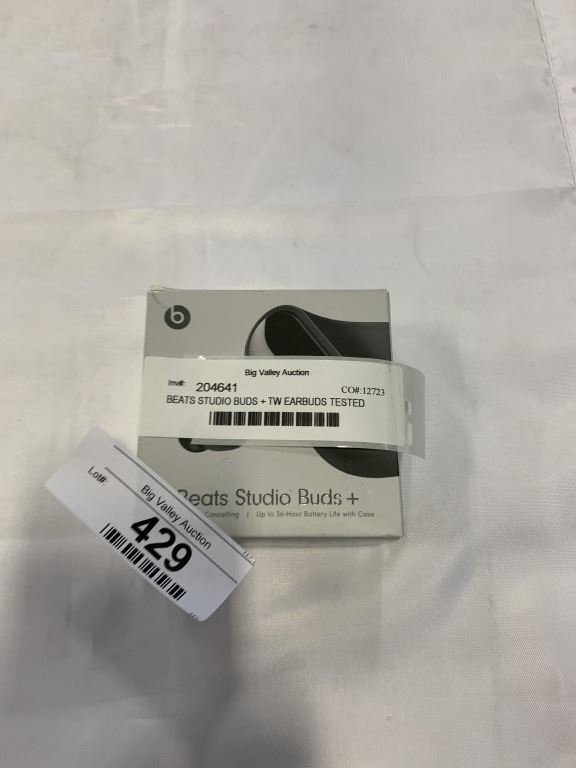 b
Big Valley Auction
Inv#: 204641 CO#:12723
BEATS STUDIO BUDS + TW EARBUDS TESTED
Beats Studio Buds +
Cancelling | Up to 36-Hour Battery Life with Case
Lot#:
Big Valley Auction
429